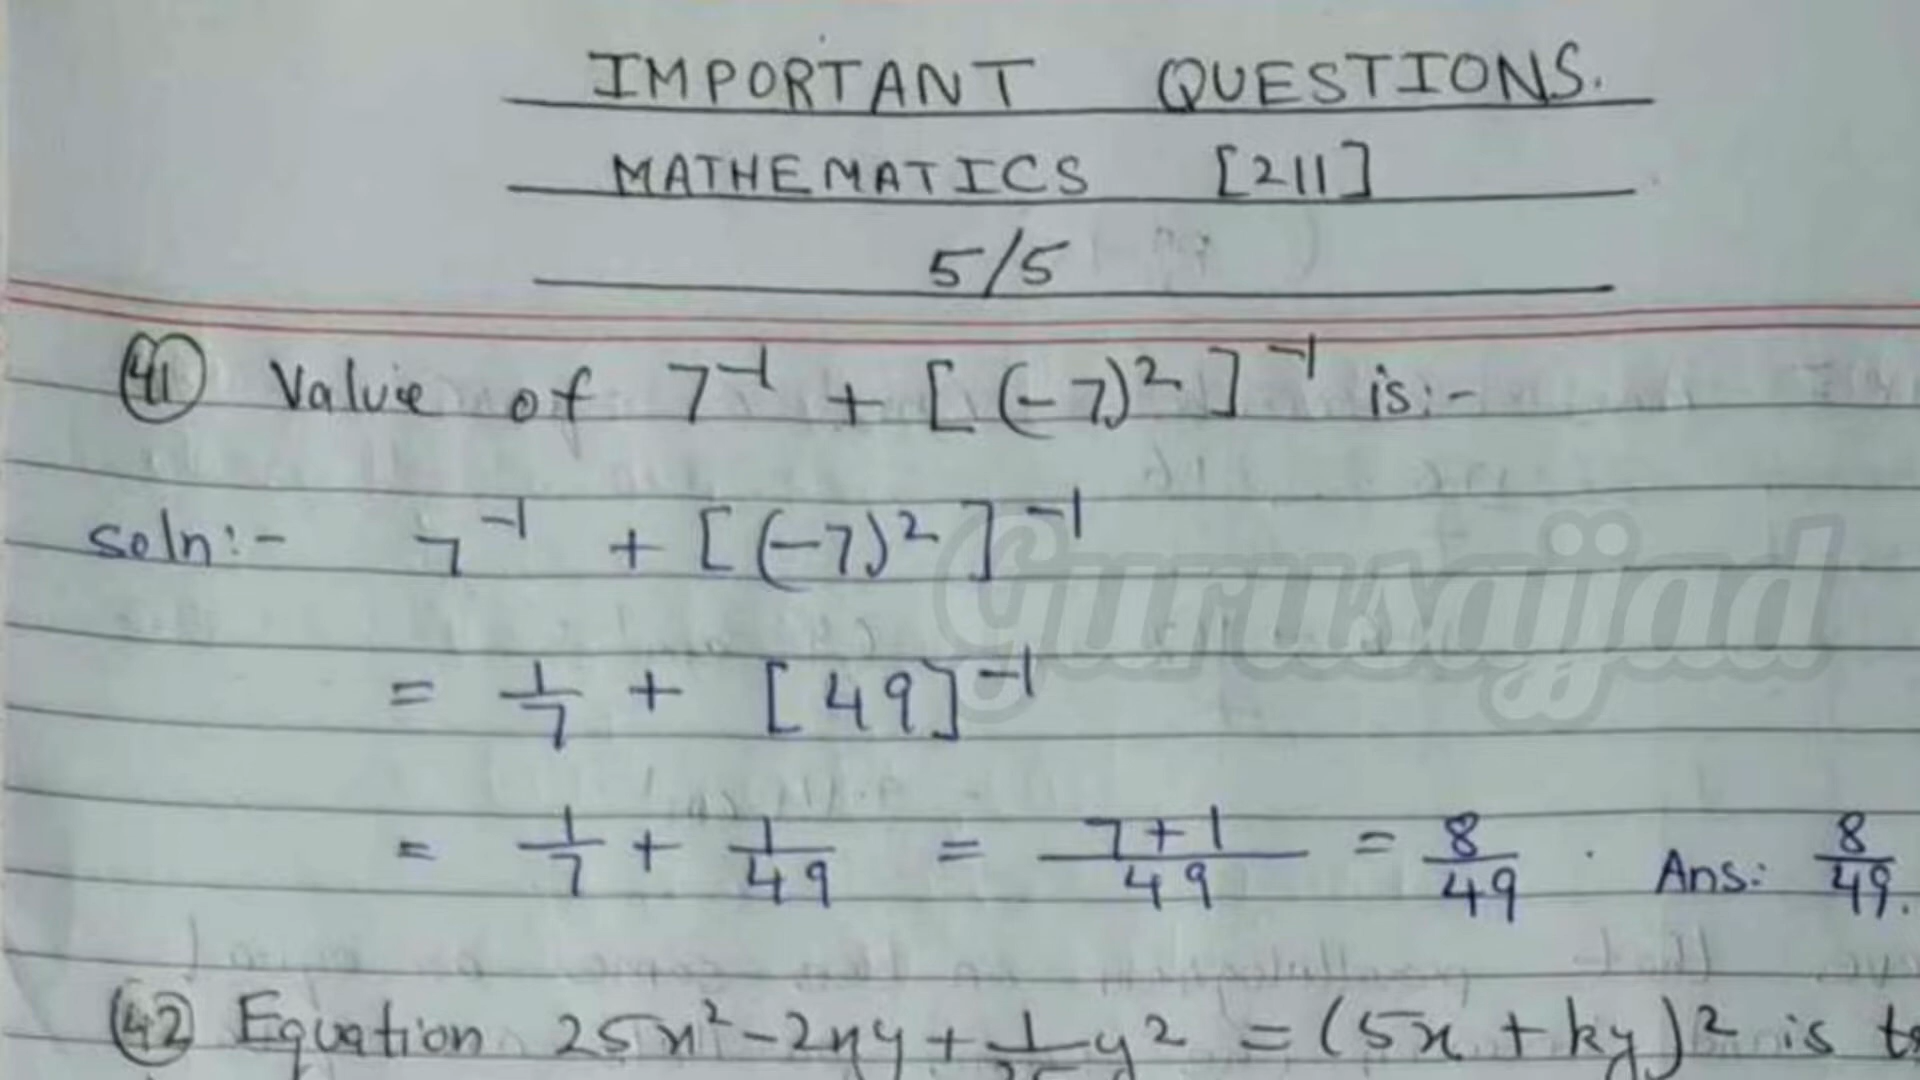 IMPORTANT QUESTIONS.
MATHEMATICS [211]
5/5
(41) Value of 7⁻¹ + [(-7)²]⁻¹ is:-
soln:- 7⁻¹ + [(-7)²]⁻¹
Gurusajjad
= 1/7 + [49]⁻¹
= 1/7 + 1/49 = 7+1/49 = 8/49 . Ans: 8/49.
(42) Equation 25x² - 2xy + 1/25 y² = (5x + ky)² is